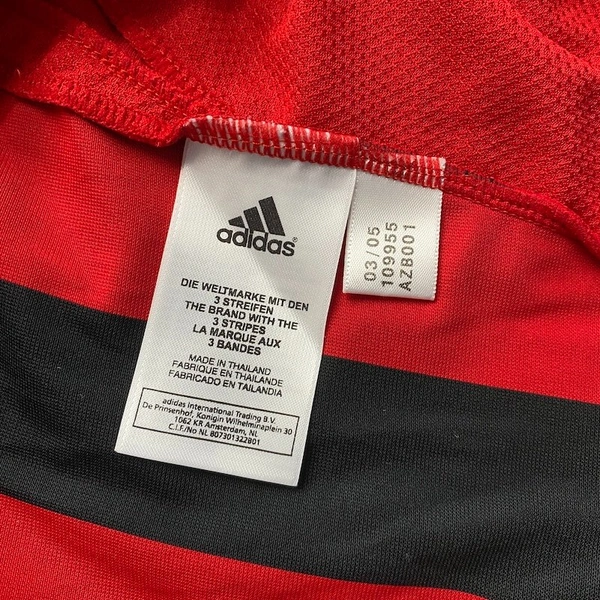 adidas®
DIE WELTMARKE MIT DEN
3 STREIFEN
THE BRAND WITH THE
3 STRIPES
LA MARQUE AUX
3 BANDES
MADE IN THAILAND
FABRIQUE EN THAILANDE
FABRICADO EN TAILANDIA
adidas International Trading B.V.
De Prinsenhof, Konigin Wilhelminaplein 30
1062 KR Amsterdam, NL
C.I.F/No NL 807301322B01
03/05
109955
AZB001